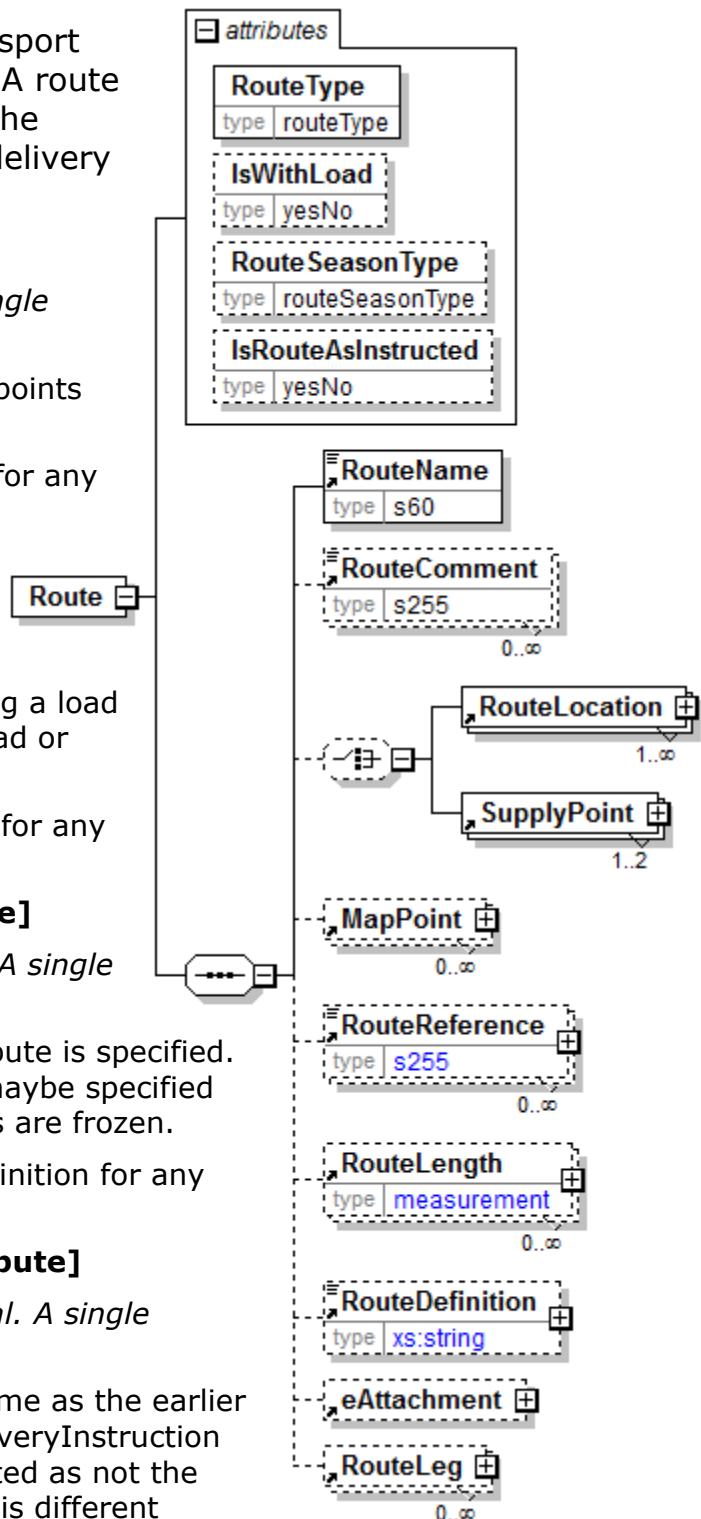 sport
A route
he
delivery
ngle
points
for any
g a load
ad or
for any
e]
A single
oute is specified.
maybe specified
s are frozen.
inition for any
bute]
l. A single
me as the earlier
veryInstruction
ted as not the
is different
attributes
RouteType
type routeType
IsWithLoad
type yesNo
RouteSeasonType
type routeSeasonType
IsRouteAsInstructed
type yesNo
Route
RouteName
type s60
RouteComment
type s255
0..∞
RouteLocation
1..∞
SupplyPoint
1..2
MapPoint
0..∞
RouteReference
type s255
0..∞
RouteLength
type measurement
0..∞
RouteDefinition
type xs:string
eAttachment
RouteLeg
0..∞